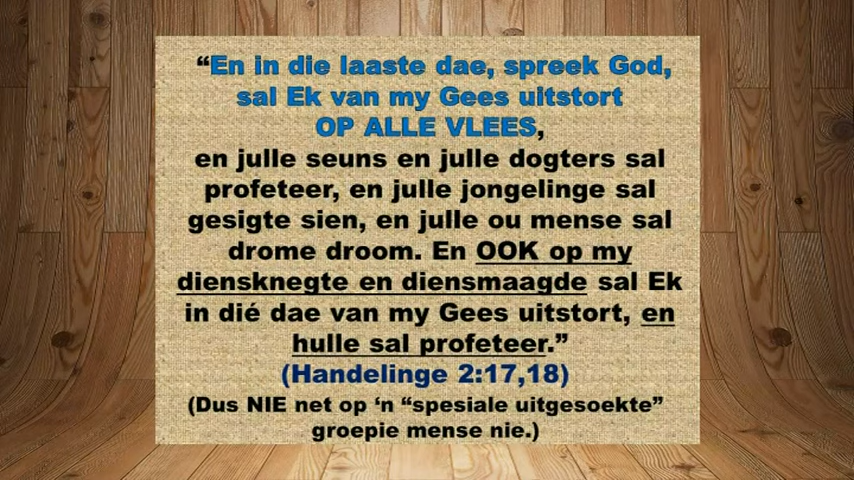 “En in die laaste dae, spreek God,
sal Ek van my Gees uitstort
OP ALLE VLEES,
en julle seuns en julle dogters sal
profeteer, en julle jongelinge sal
gesigte sien, en julle ou mense sal
drome droom. En OOK op my
diensknegte en diensmaagde sal Ek
in dié dae van my Gees uitstort, en
hulle sal profeteer.”
(Handelinge 2:17,18)
(Dus NIE net op ‘n “spesiale uitgesoekte”
groepie mense nie.)